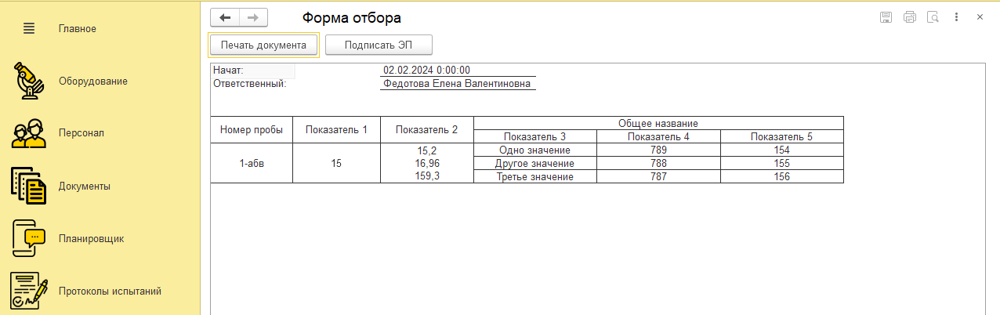 Главное
Оборудование
Персонал
Документы
Планировщик
Протоколы испытаний
Форма отбора
Печать документа
Подписать ЭП
Начат: 02.02.2024 0:00:00
Ответственный: Федотова Елена Валентиновна
Номер пробы Показатель 1 Показатель 2 Общее название
Показатель 3 Показатель 4 Показатель 5
1-абв 15 15,2 Одно значение 789 154
16,96 Другое значение 788 155
159,3 Третье значение 787 156